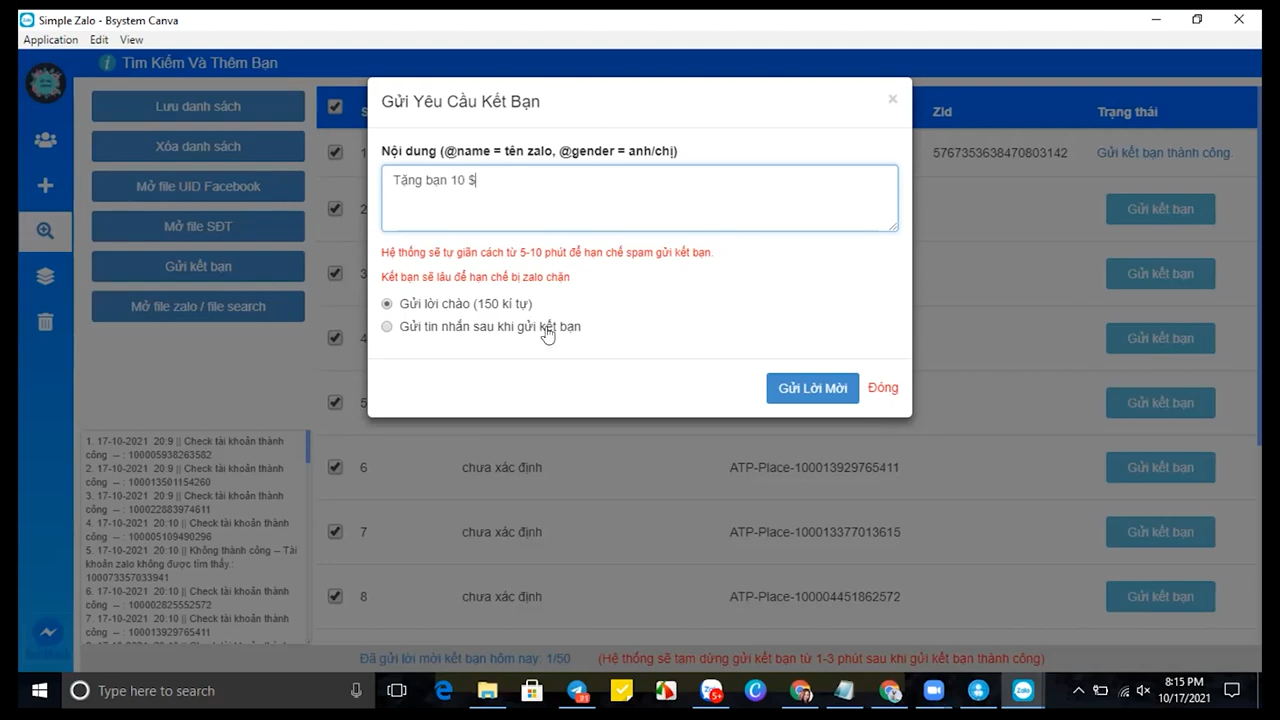 Simple Zalo - Bsystem Canva
Application Edit View
Tìm Kiếm Và Thêm Bạn
Lưu danh sách
Xóa danh sách
Mở file UID Facebook
Mở file SĐT
Gửi kết bạn
Mở file zalo / file search
1. 17-10-2021 20:9 || Check tài khoản thành
công -- : 100005938263582
2. 17-10-2021 20:9 || Check tài khoản thành
công -- : 100013501154260
3. 17-10-2021 20:9 || Check tài khoản thành
công -- : 100022883974611
4. 17-10-2021 20:10 || Check tài khoản thành
công -- : 100005109490296
5. 17-10-2021 20:10 || Không thành công -- Tài
khoản zalo không được tìm thấy.:
100073357033941
6. 17-10-2021 20:10 || Check tài khoản thành
công -- : 100002825552572
7. 17-10-2021 20:10 || Check tài khoản thành
công -- : 100013929765411
Gửi Yêu Cầu Kết Bạn
×
Nội dung (@name = tên zalo, @gender = anh/chị)
Tặng bạn 10 $
Hệ thống sẽ tự giãn cách từ 5-10 phút để hạn chế spam gửi kết bạn.
Kết bạn sẽ lâu để hạn chế bị zalo chặn
Gửi lời chào (150 kí tự)
Gửi tin nhắn sau khi gửi kết bạn
Gửi Lời Mời Đóng
S ZId Trạng thái
1 5767353638470803142 Gửi kết bạn thành công.
2 Gửi kết bạn
3 Gửi kết bạn
4 Gửi kết bạn
5 Gửi kết bạn
6 chưa xác định ATP-Place-100013929765411 Gửi kết bạn
7 chưa xác định ATP-Place-100013377013615 Gửi kết bạn
8 chưa xác định ATP-Place-100004451862572 Gửi kết bạn
Đã gửi lời mời kết bạn hôm nay: 1/50 (Hệ thống sẽ tạm dừng gửi kết bạn từ 1-3 phút sau khi gửi kết bạn thành công)
Type here to search
8:15 PM
10/17/2021